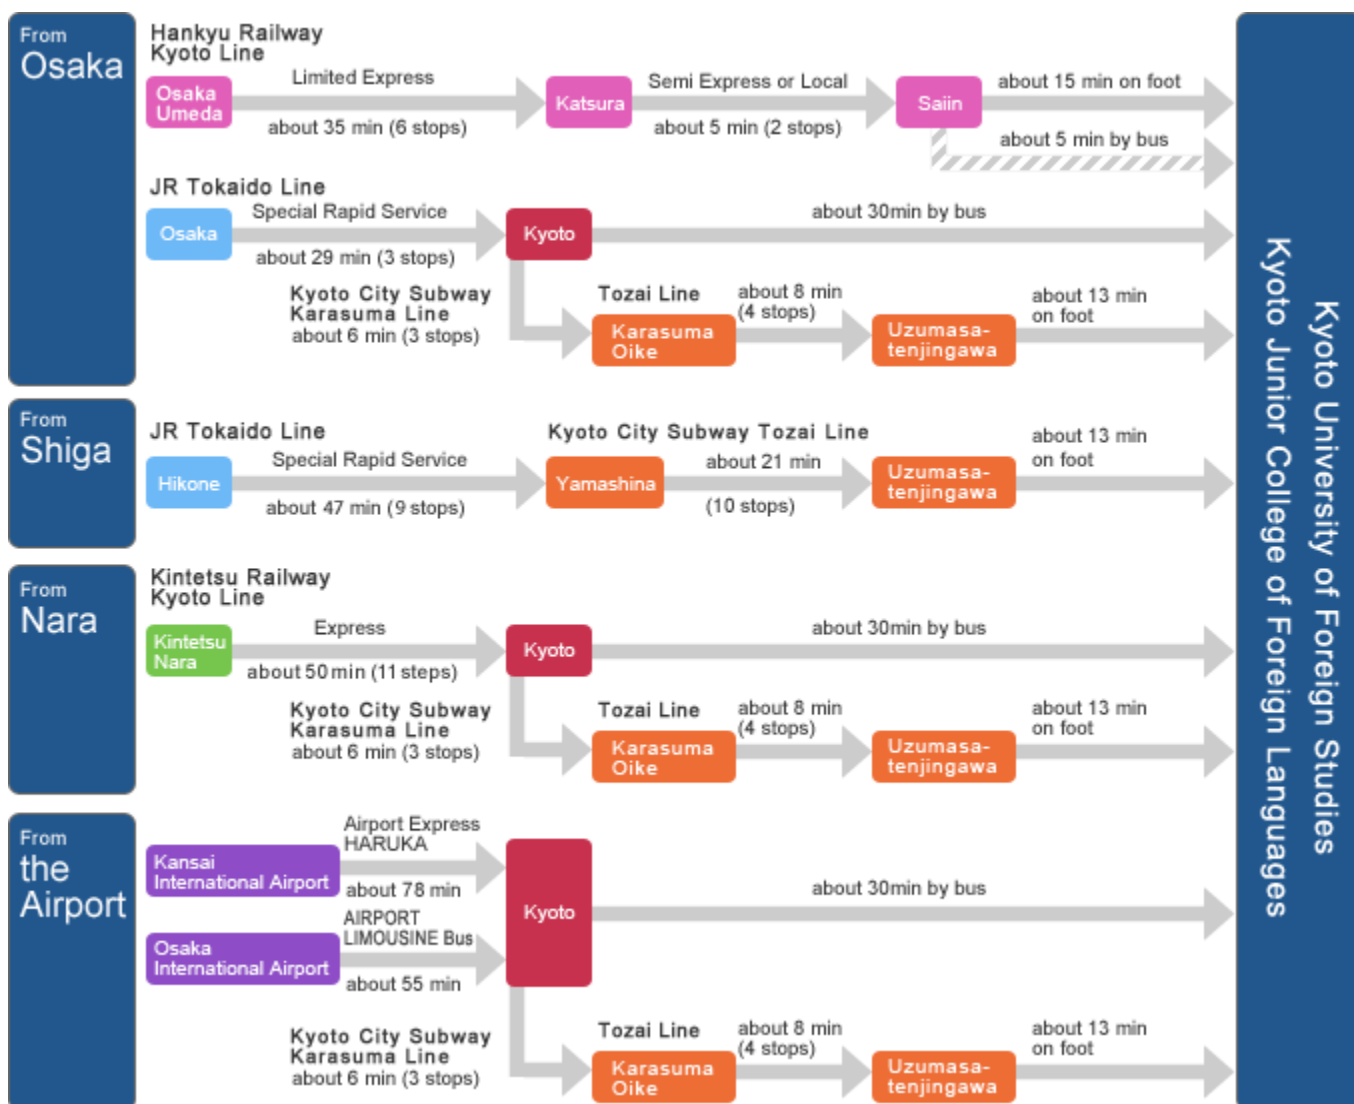 From
Osaka
Hankyu Railway
Kyoto Line
Osaka
Umeda
Limited Express
about 35 min (6 stops)
Katsura
Semi Express or Local
about 5 min (2 stops)
Saiin
about 15 min on foot
about 5 min by bus
JR Tokaido Line
Osaka
Special Rapid Service
about 29 min (3 stops)
Kyoto
about 30min by bus
Kyoto City Subway
Karasuma Line
about 6 min (3 stops)
Tozai Line
Karasuma
Oike
about 8 min
(4 stops)
Uzumasa-
tenjingawa
about 13 min
on foot
From
Shiga
JR Tokaido Line
Hikone
Special Rapid Service
about 47 min (9 stops)
Kyoto City Subway Tozai Line
Yamashina
about 21 min
(10 stops)
Uzumasa-
tenjingawa
about 13 min
on foot
From
Nara
Kintetsu Railway
Kyoto Line
Kintetsu
Nara
Express
about 50 min (11 steps)
Kyoto
about 30min by bus
Kyoto City Subway
Karasuma Line
about 6 min (3 stops)
Tozai Line
Karasuma
Oike
about 8 min
(4 stops)
Uzumasa-
tenjingawa
about 13 min
on foot
From
the
Airport
Kansai
International Airport
Airport Express
HARUKA
about 78 min
Osaka
International Airport
AIRPORT
LIMOUSINE Bus
about 55 min
Kyoto
about 30min by bus
Kyoto City Subway
Karasuma Line
about 6 min (3 stops)
Tozai Line
Karasuma
Oike
about 8 min
(4 stops)
Uzumasa-
tenjingawa
about 13 min
on foot
Kyoto University of Foreign Studies
Kyoto Junior College of Foreign Languages